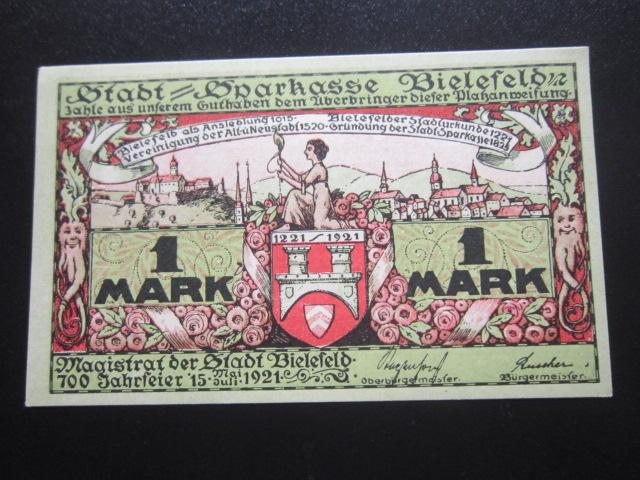 Stadt=Sparkasse Bielefeld
Zahle aus unserem Guthaben dem Überbringer dieser Platzanweisung.
Bielefeld als Ansiedlung 1015 · Bielefelder Stadturkunde 1221
Vereinigung der Alt-u Neustadt 1520 · Gründung der Stadt Sparkasse 1825
1221 / 1921
1 MARK
1 MARK
Magistrat der Stadt Bielefeld.
700 Jahrfeier 15. Mai Juli 1921.
Oberbürgermeister.
Bürgermeister.